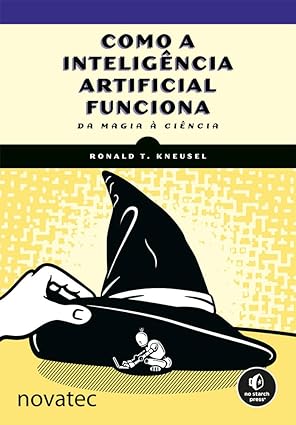 COMO A
INTELIGÊNCIA
ARTIFICIAL
FUNCIONA
DA MAGIA À CIÊNCIA
RONALD T. KNEUSEL
novatec
no starch
press®